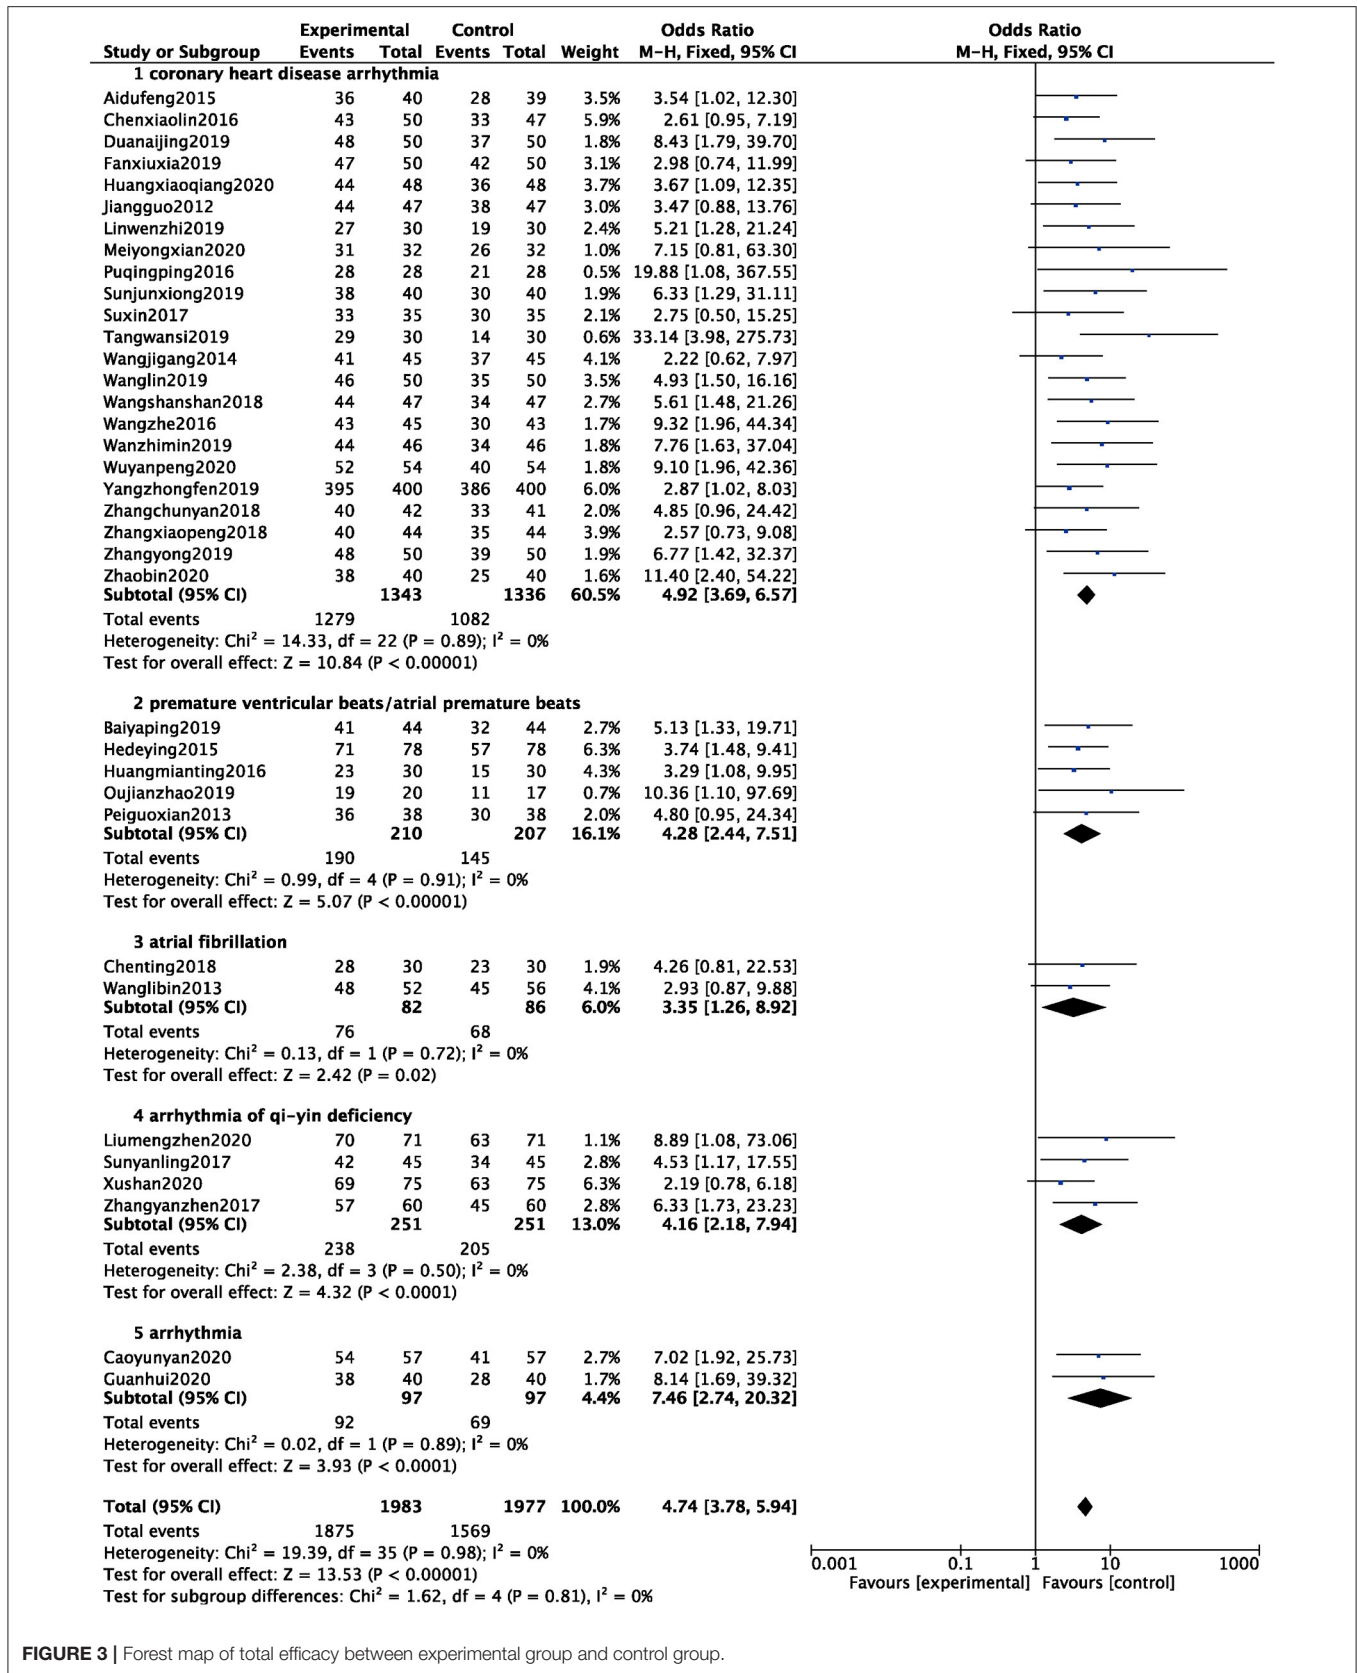 Experimental Control Odds Ratio Odds Ratio
Study or Subgroup Events Total Events Total Weight M-H, Fixed, 95% CI M-H, Fixed, 95% CI
1 coronary heart disease arrhythmia
Aidufeng2015 36 40 28 39 3.5% 3.54 [1.02, 12.30]
Chenxiaolin2016 43 50 33 47 5.9% 2.61 [0.95, 7.19]
Duanaijing2019 48 50 37 50 1.8% 8.43 [1.79, 39.70]
Fanxiuxia2019 47 50 42 50 3.1% 2.98 [0.74, 11.99]
Huangxiaoqiang2020 44 48 36 48 3.7% 3.67 [1.09, 12.35]
Jiangguo2012 44 47 38 47 3.0% 3.47 [0.88, 13.76]
Linwenzhi2019 27 30 19 30 2.4% 5.21 [1.28, 21.24]
Meiyongxian2020 31 32 26 32 1.0% 7.15 [0.81, 63.30]
Puqingping2016 28 28 21 28 0.5% 19.88 [1.08, 367.55]
Sunjunxiong2019 38 40 30 40 1.9% 6.33 [1.29, 31.11]
Suxin2017 33 35 30 35 2.1% 2.75 [0.50, 15.25]
Tangwansi2019 29 30 14 30 0.6% 33.14 [3.98, 275.73]
Wangjigang2014 41 45 37 45 4.1% 2.22 [0.62, 7.97]
Wanglin2019 46 50 35 50 3.5% 4.93 [1.50, 16.16]
Wangshanshan2018 44 47 34 47 2.7% 5.61 [1.48, 21.26]
Wangzhe2016 43 45 30 43 1.7% 9.32 [1.96, 44.34]
Wanzhimin2019 44 46 34 46 1.8% 7.76 [1.63, 37.04]
Wuyanpeng2020 52 54 40 54 1.8% 9.10 [1.96, 42.36]
Yangzhongfen2019 395 400 386 400 6.0% 2.87 [1.02, 8.03]
Zhangchunyan2018 40 42 33 41 2.0% 4.85 [0.96, 24.42]
Zhangxiaopeng2018 40 44 35 44 3.9% 2.57 [0.73, 9.08]
Zhangyong2019 48 50 39 50 1.9% 6.77 [1.42, 32.37]
Zhaobin2020 38 40 25 40 1.6% 11.40 [2.40, 54.22]
Subtotal (95% CI) 1343 1336 60.5% 4.92 [3.69, 6.57]
Total events 1279 1082
Heterogeneity: Chi² = 14.33, df = 22 (P = 0.89); I² = 0%
Test for overall effect: Z = 10.84 (P < 0.00001)
2 premature ventricular beats/atrial premature beats
Baiyaping2019 41 44 32 44 2.7% 5.13 [1.33, 19.71]
Hedeying2015 71 78 57 78 6.3% 3.74 [1.48, 9.41]
Huangmianting2016 23 30 15 30 4.3% 3.29 [1.08, 9.95]
Oujianzhao2019 19 20 11 17 0.7% 10.36 [1.10, 97.69]
Peiguoxian2013 36 38 30 38 2.0% 4.80 [0.95, 24.34]
Subtotal (95% CI) 210 207 16.1% 4.28 [2.44, 7.51]
Total events 190 145
Heterogeneity: Chi² = 0.99, df = 4 (P = 0.91); I² = 0%
Test for overall effect: Z = 5.07 (P < 0.00001)
3 atrial fibrillation
Chenting2018 28 30 23 30 1.9% 4.26 [0.81, 22.53]
Wanglibin2013 48 52 45 56 4.1% 2.93 [0.87, 9.88]
Subtotal (95% CI) 82 86 6.0% 3.35 [1.26, 8.92]
Total events 76 68
Heterogeneity: Chi² = 0.13, df = 1 (P = 0.72); I² = 0%
Test for overall effect: Z = 2.42 (P = 0.02)
4 arrhythmia of qi-yin deficiency
Liumengzhen2020 70 71 63 71 1.1% 8.89 [1.08, 73.06]
Sunyanling2017 42 45 34 45 2.8% 4.53 [1.17, 17.55]
Xushan2020 69 75 63 75 6.3% 2.19 [0.78, 6.18]
Zhangyanzhen2017 57 60 45 60 2.8% 6.33 [1.73, 23.23]
Subtotal (95% CI) 251 251 13.0% 4.16 [2.18, 7.94]
Total events 238 205
Heterogeneity: Chi² = 2.38, df = 3 (P = 0.50); I² = 0%
Test for overall effect: Z = 4.32 (P < 0.0001)
5 arrhythmia
Caoyunyan2020 54 57 41 57 2.7% 7.02 [1.92, 25.73]
Guanhui2020 38 40 28 40 1.7% 8.14 [1.69, 39.32]
Subtotal (95% CI) 97 97 4.4% 7.46 [2.74, 20.32]
Total events 92 69
Heterogeneity: Chi² = 0.02, df = 1 (P = 0.89); I² = 0%
Test for overall effect: Z = 3.93 (P < 0.0001)
Total (95% CI) 1983 1977 100.0% 4.74 [3.78, 5.94]
Total events 1875 1569
Heterogeneity: Chi² = 19.39, df = 35 (P = 0.98); I² = 0%
Test for overall effect: Z = 13.53 (P < 0.00001)
Test for subgroup differences: Chi² = 1.62, df = 4 (P = 0.81), I² = 0%
0.001 0.1 1 10 1000
Favours [experimental] Favours [control]
FIGURE 3 | Forest map of total efficacy between experimental group and control group.